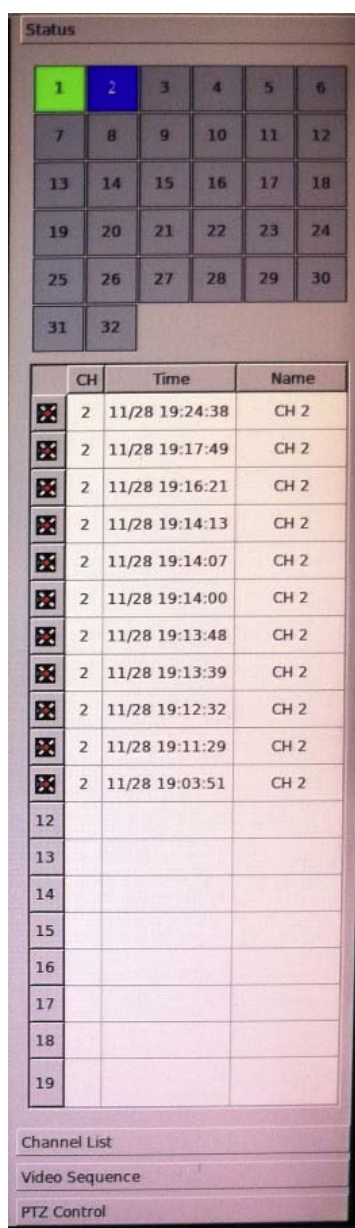 Status
1 2 3 4 5 6
7 8 9 10 11 12
13 14 15 16 17 18
19 20 21 22 23 24
25 26 27 28 29 30
31 32
CH Time Name
2 11/28 19:24:38 CH 2
2 11/28 19:17:49 CH 2
2 11/28 19:16:21 CH 2
2 11/28 19:14:13 CH 2
2 11/28 19:14:07 CH 2
2 11/28 19:14:00 CH 2
2 11/28 19:13:48 CH 2
2 11/28 19:13:39 CH 2
2 11/28 19:12:32 CH 2
2 11/28 19:11:29 CH 2
2 11/28 19:03:51 CH 2
12
13
14
15
16
17
18
19
Channel List
Video Sequence
PTZ Control